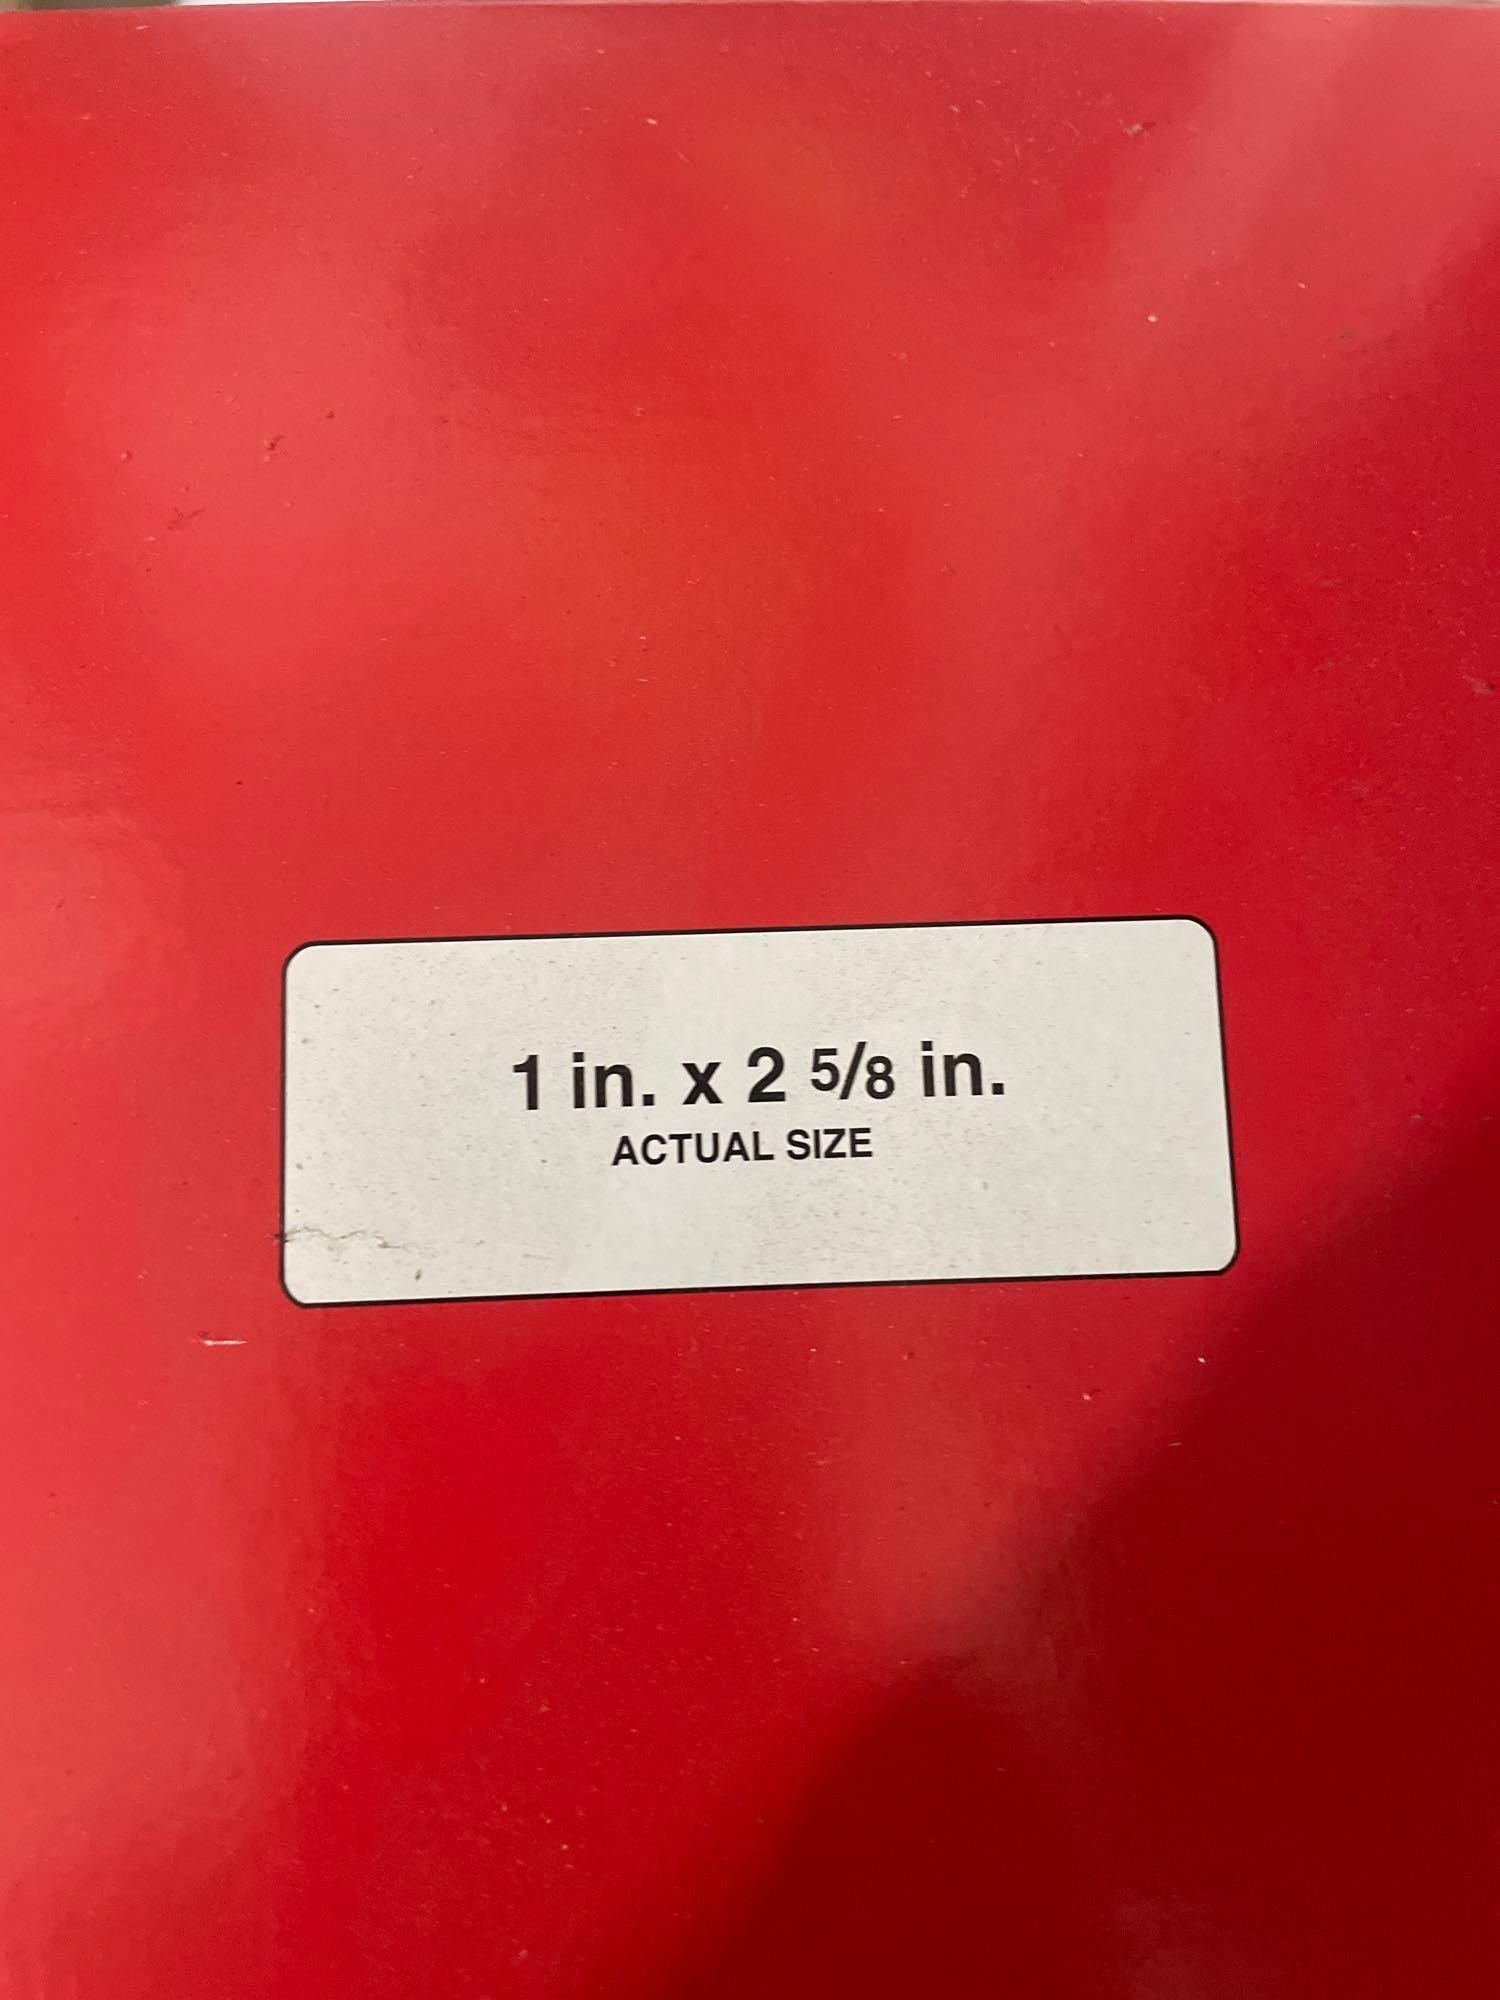 1 in. x 2 5/8 in.
ACTUAL SIZE